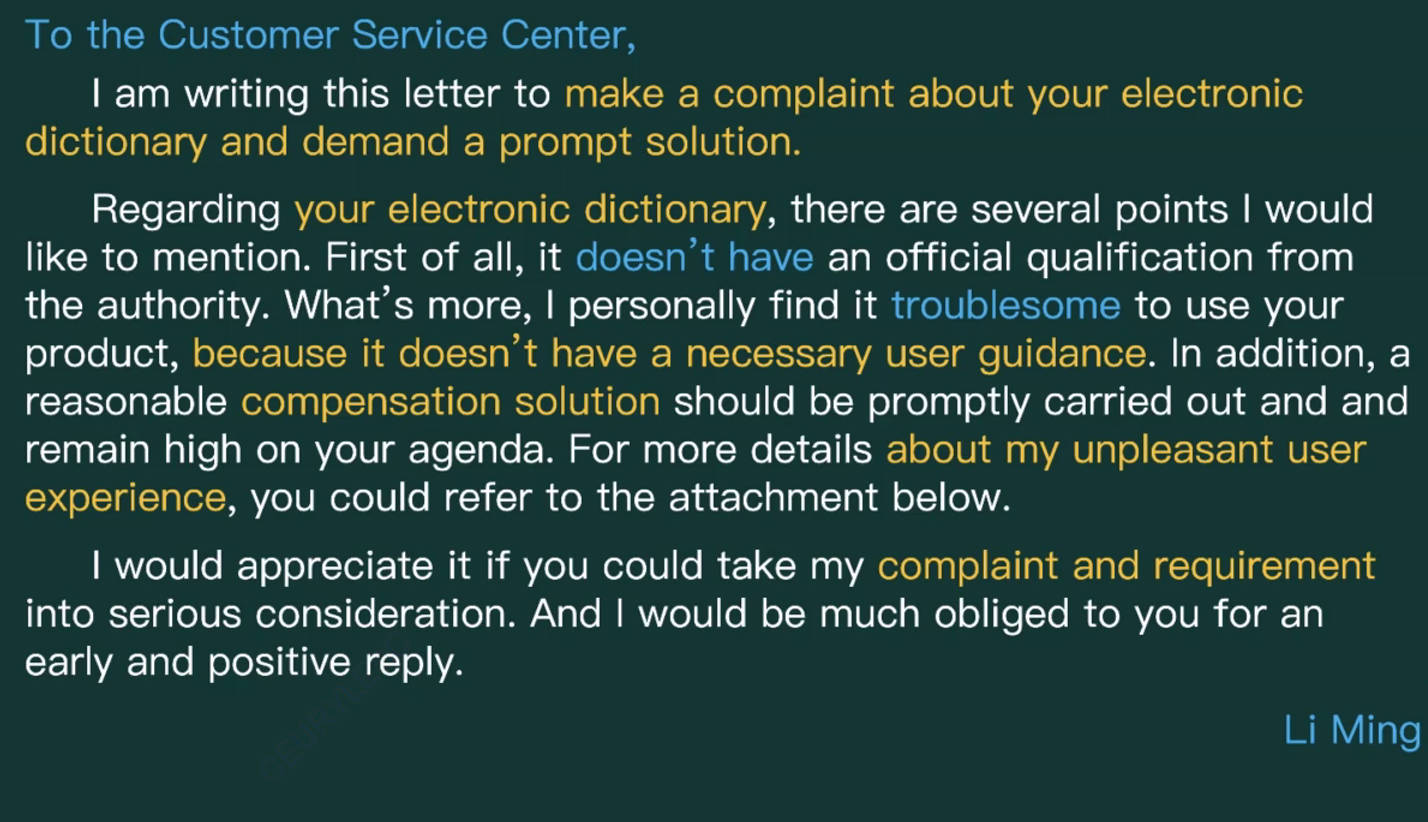 To the Customer Service Center,
I am writing this letter to make a complaint about your electronic
dictionary and demand a prompt solution.
Regarding your electronic dictionary, there are several points I would
like to mention. First of all, it doesn’t have an official qualification from
the authority. What’s more, I personally find it troublesome to use your
product, because it doesn’t have a necessary user guidance. In addition, a
reasonable compensation solution should be promptly carried out and and
remain high on your agenda. For more details about my unpleasant user
experience, you could refer to the attachment below.
I would appreciate it if you could take my complaint and requirement
into serious consideration. And I would be much obliged to you for an
early and positive reply.
Li Ming